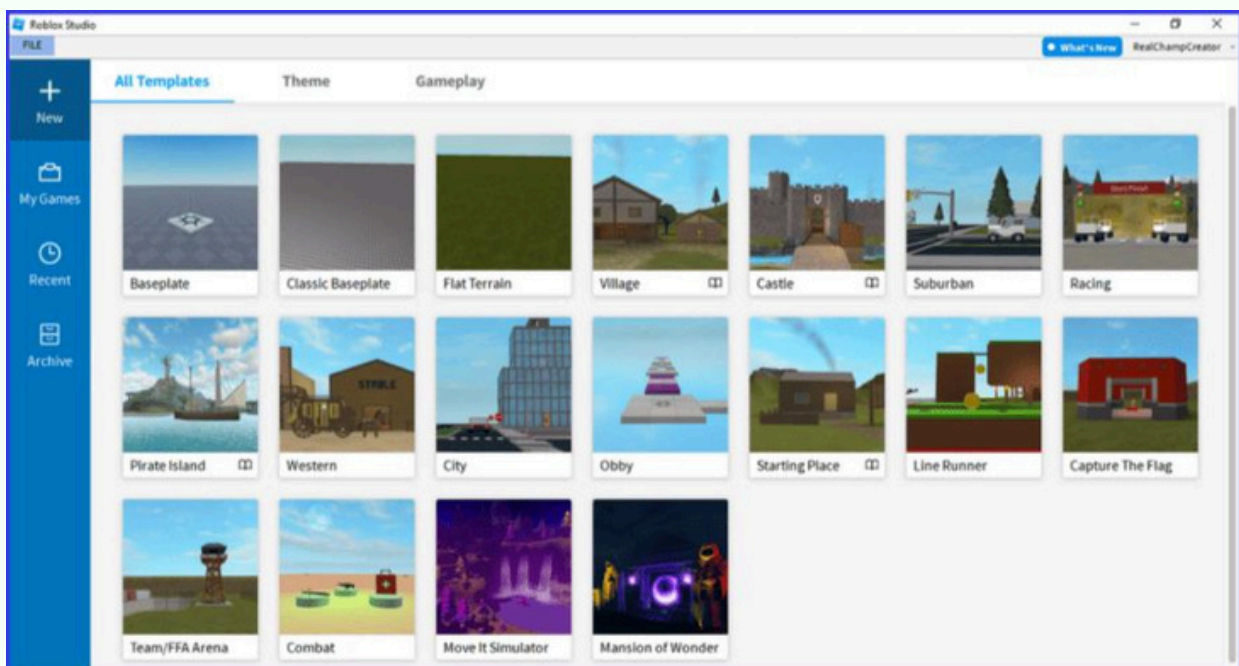 Roblox Studio
FILE
What's New
RealChampCreator
New
My Games
Recent
Archive
All Templates Theme Gameplay
Baseplate
Classic Baseplate
Flat Terrain
Village
Castle
Suburban
Racing
STABLE
Pirate Island
Western
City
Obby
Starting Place
Line Runner
Capture The Flag
Team/FFA Arena
Combat
Move It Simulator
Mansion of Wonder